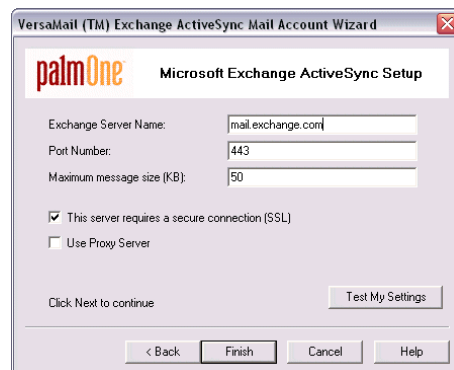 VersaMail (TM) Exchange ActiveSync Mail Account Wizard
palmOne
Microsoft Exchange ActiveSync Setup
Exchange Server Name: mail.exchange.com
Port Number: 443
Maximum message size (KB): 50
This server requires a secure connection (SSL)
Use Proxy Server
Click Next to continue
Test My Settings
< Back Finish Cancel Help